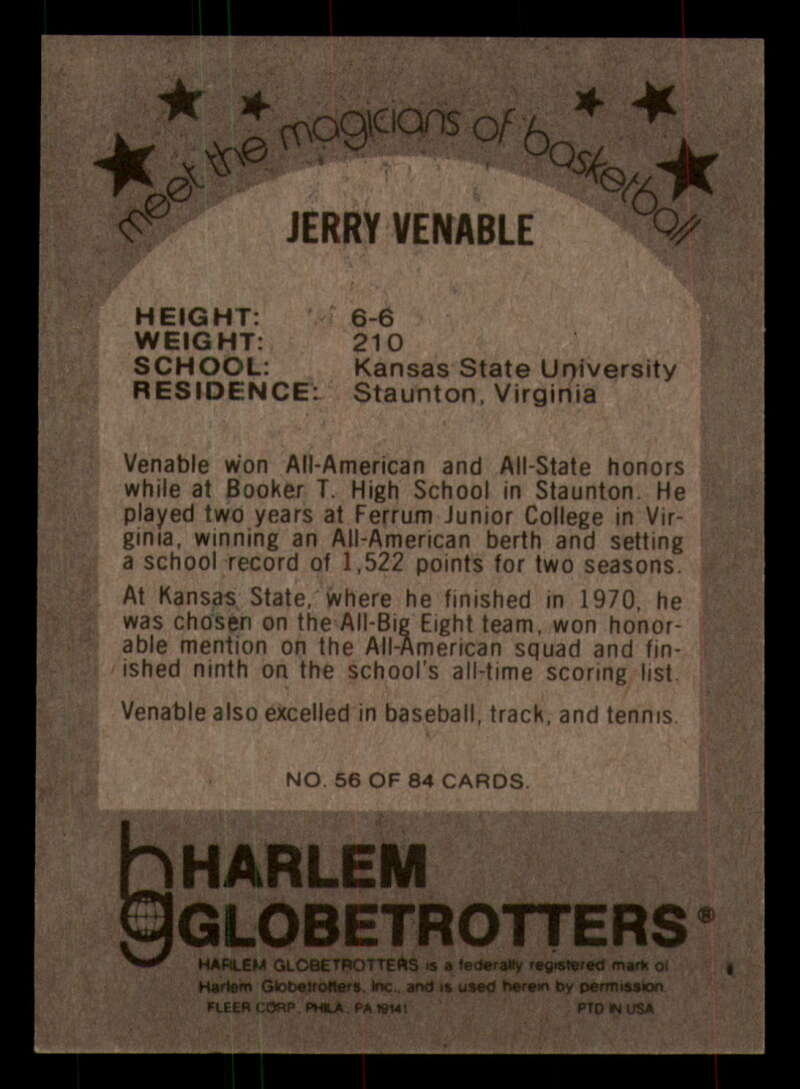 meet the magicians of basketball
JERRY VENABLE
HEIGHT: 6-6
WEIGHT: 210
SCHOOL: Kansas State University
RESIDENCE: Staunton, Virginia
Venable won All-American and All-State honors
while at Booker T. High School in Staunton. He
played two years at Ferrum Junior College in Vir-
ginia, winning an All-American berth and setting
a school record of 1,522 points for two seasons.
At Kansas State, where he finished in 1970, he
was chosen on the All-Big Eight team, won honor-
able mention on the All-American squad and fin-
ished ninth on the school's all-time scoring list.
Venable also excelled in baseball, track, and tennis.
NO. 56 OF 84 CARDS.
hg HARLEM
GLOBETROTTERS®
HARLEM GLOBETROTTERS is a federally registered mark of
Harlem Globetrotters, Inc., and is used herein by permission
FLEER CORP., PHILA., PA 19141 PTD IN USA